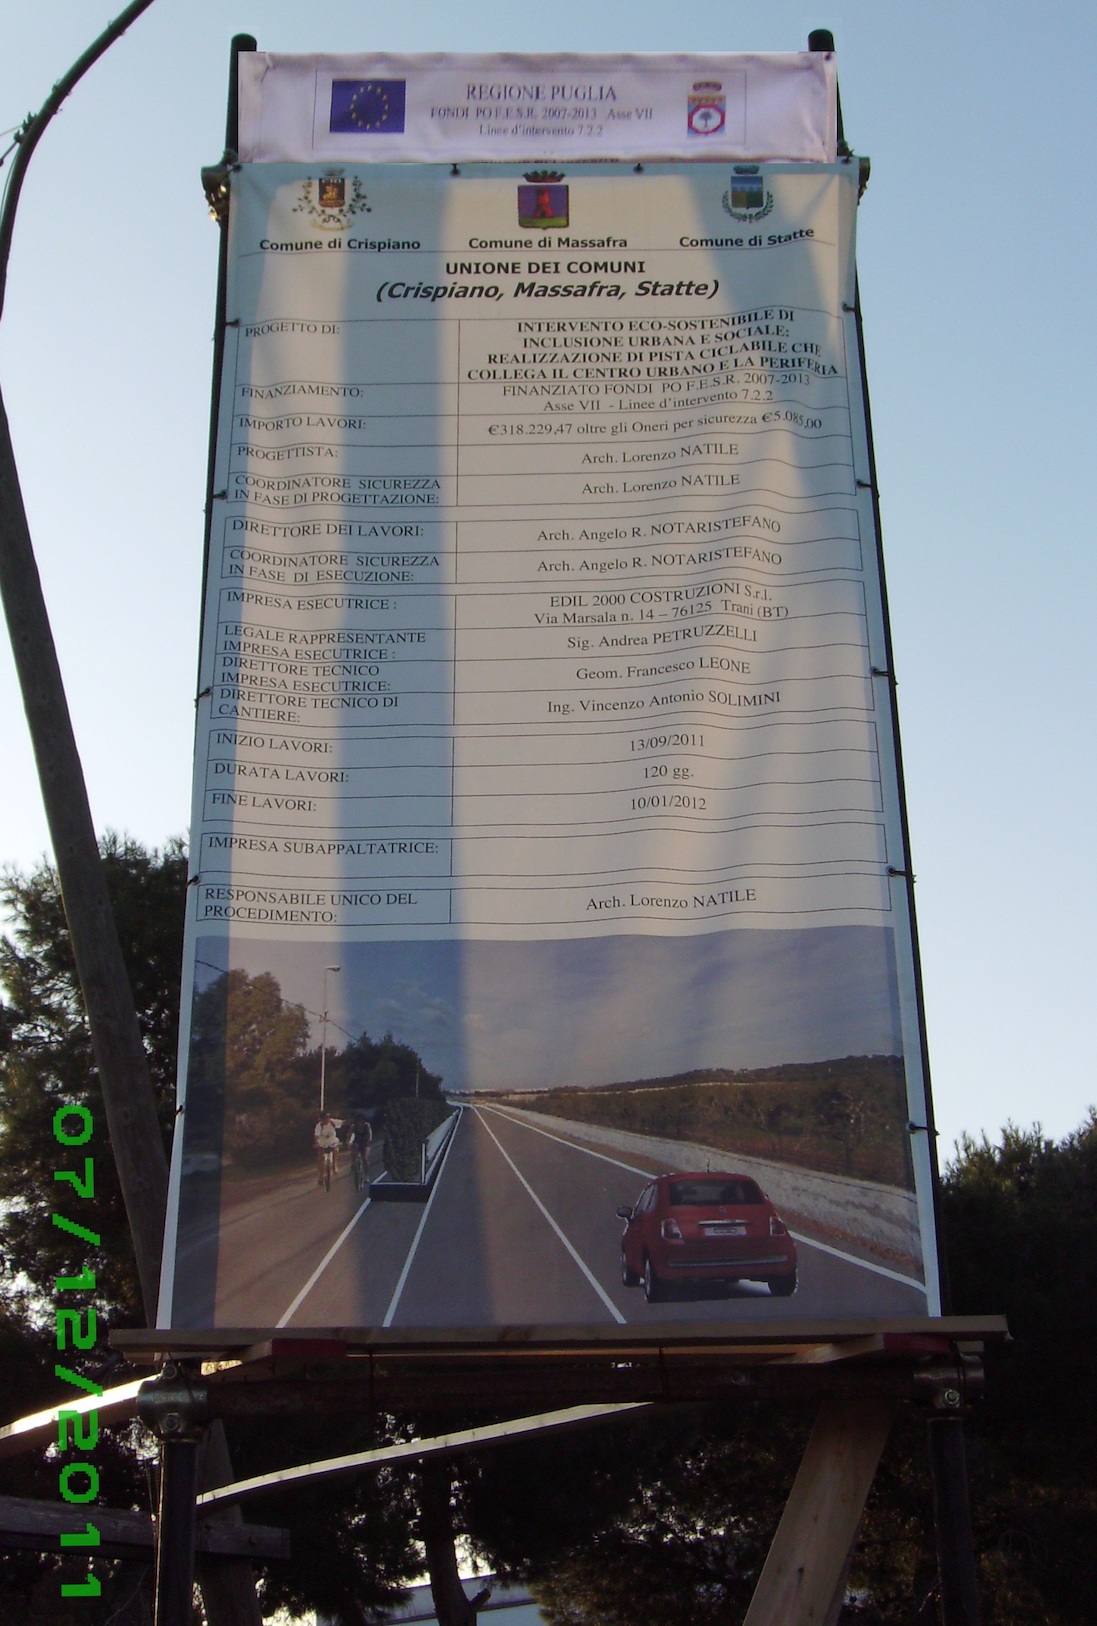 REGIONE PUGLIA
FONDI PO F.E.S.R. 2007-2013 Asse VII
Linee d'intervento 7.2.2
Comune di Crispiano
Comune di Massafra
Comune di Statte
UNIONE DEI COMUNI
(Crispiano, Massafra, Statte)
PROGETTO DI:
INTERVENTO ECO-SOSTENIBILE DI
INCLUSIONE URBANA E SOCIALE:
REALIZZAZIONE DI PISTA CICLABILE CHE
COLLEGA IL CENTRO URBANO E LA PERIFERIA
FINANZIAMENTO:
FINANZIATO FONDI PO F.E.S.R. 2007-2013
Asse VII - Linee d'intervento 7.2.2
IMPORTO LAVORI:
€318.229,47 oltre gli Oneri per sicurezza €5.085,00
PROGETTISTA:
Arch. Lorenzo NATILE
COORDINATORE SICUREZZA
IN FASE DI PROGETTAZIONE:
Arch. Lorenzo NATILE
DIRETTORE DEI LAVORI:
Arch. Angelo R. NOTARISTEFANO
COORDINATORE SICUREZZA
IN FASE DI ESECUZIONE:
Arch. Angelo R. NOTARISTEFANO
IMPRESA ESECUTRICE :
EDIL 2000 COSTRUZIONI S.r.l.
Via Marsala n. 14 – 76125 Trani (BT)
LEGALE RAPPRESENTANTE
IMPRESA ESECUTRICE :
Sig. Andrea PETRUZZELLI
DIRETTORE TECNICO
IMPRESA ESECUTRICE:
Geom. Francesco LEONE
DIRETTORE TECNICO DI
CANTIERE:
Ing. Vincenzo Antonio SOLIMINI
INIZIO LAVORI:
13/09/2011
DURATA LAVORI:
120 gg.
FINE LAVORI:
10/01/2012
IMPRESA SUBAPPALTATRICE:
RESPONSABILE UNICO DEL
PROCEDIMENTO:
Arch. Lorenzo NATILE
07/12/2011